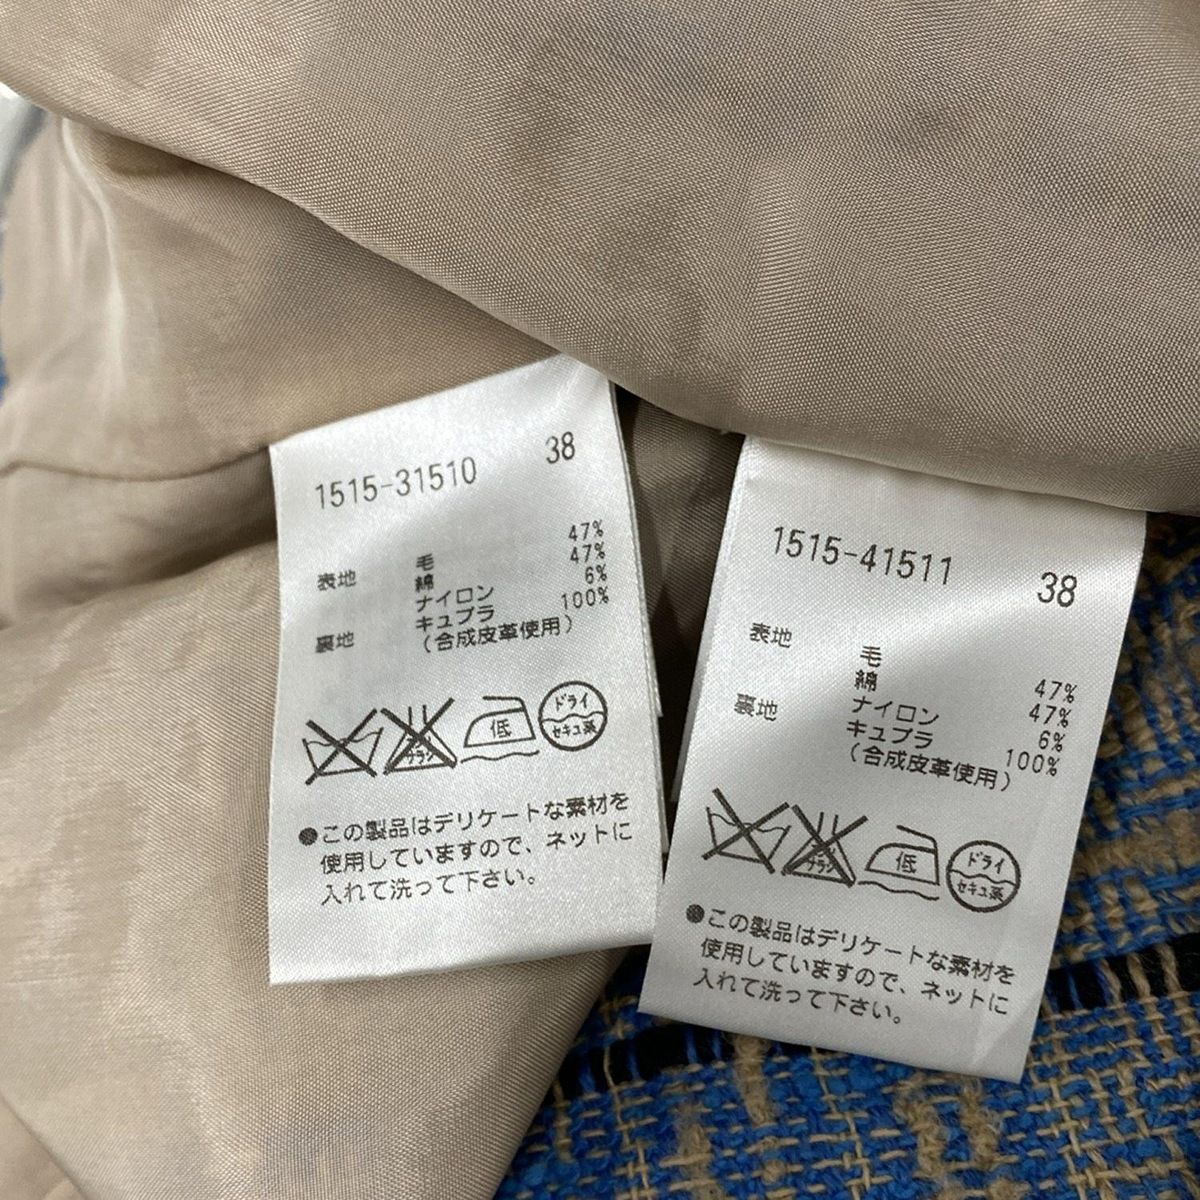 1515-31510 38
表地 毛 47%
綿 47%
ナイロン 6%
裏地 キュプラ 100%
(合成皮革使用)
エンソ
低
ドライ
セキユ系
●この製品はデリケートな素材を
使用していますので、ネットに
入れて洗って下さい。
1515-41511 38
表地 毛 47%
綿 47%
ナイロン 6%
裏地 キュプラ 100%
(合成皮革使用)
低
ドライ
セキユ系
●この製品はデリケートな素材を
使用していますので、ネットに
入れて洗って下さい。